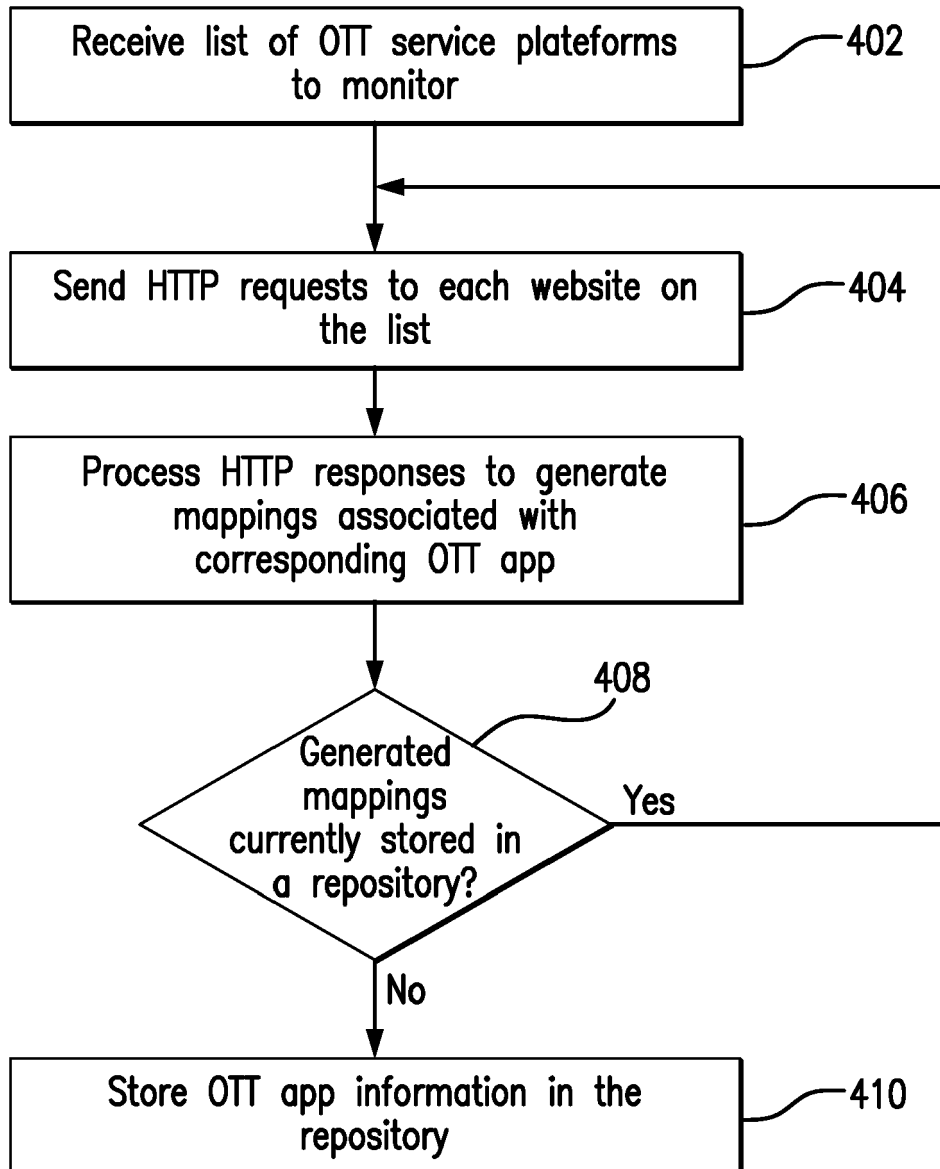 Receive list of OTT service plateforms
to monitor
402
Send HTTP requests to each website on
the list
404
Process HTTP responses to generate
mappings associated with
corresponding OTT app
406
408
Generated
mappings
currently stored in
a repository?
Yes
No
Store OTT app information in the
repository
410